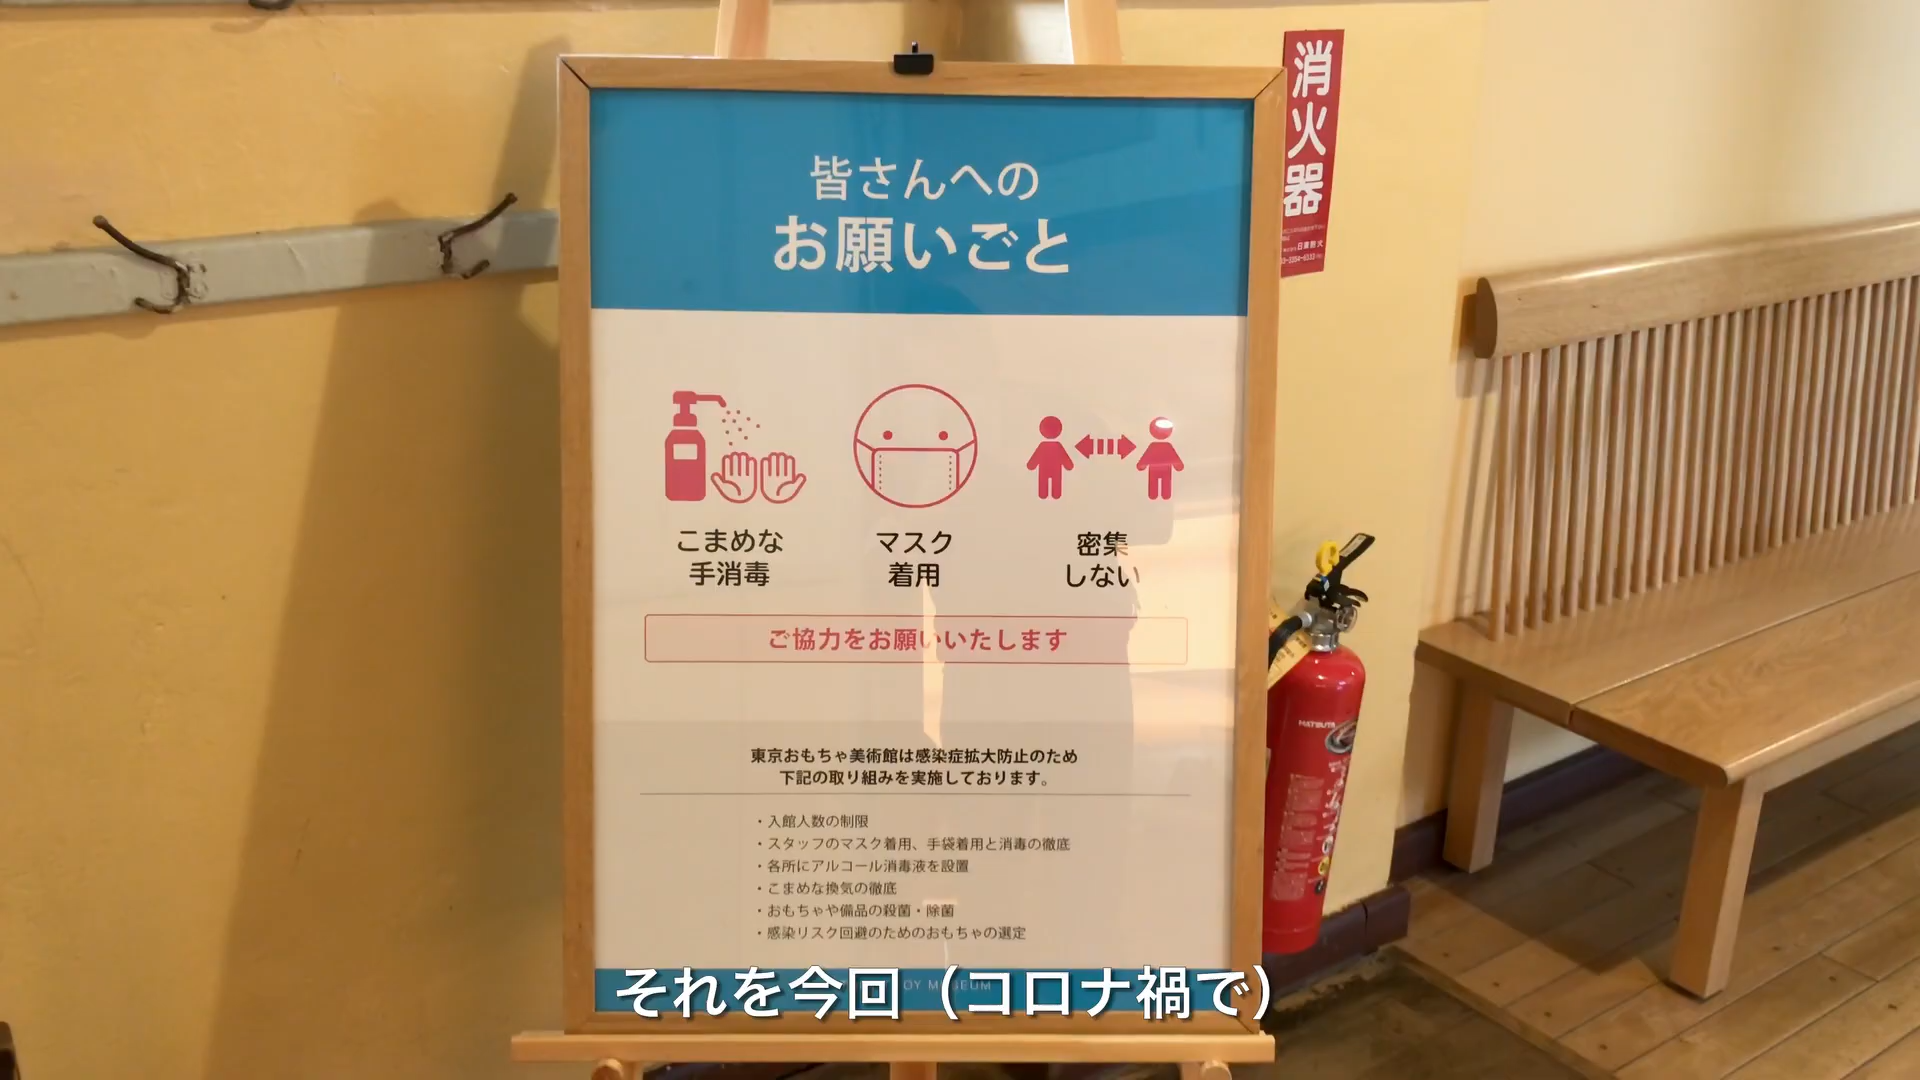 皆さんへの
お願いごと
こまめな
手消毒
マスク
着用
密集
しない
ご協力をお願いいたします
東京おもちゃ美術館は感染症拡大防止のため
下記の取り組みを実施しております。
・入館人数の制限
・スタッフのマスク着用、手袋着用と消毒の徹底
・各所にアルコール消毒液を設置
・こまめな換気の徹底
・おもちゃや備品の殺菌・除菌
・感染リスク回避のためのおもちゃの選定
それを今回（コロナ禍で）
消火器